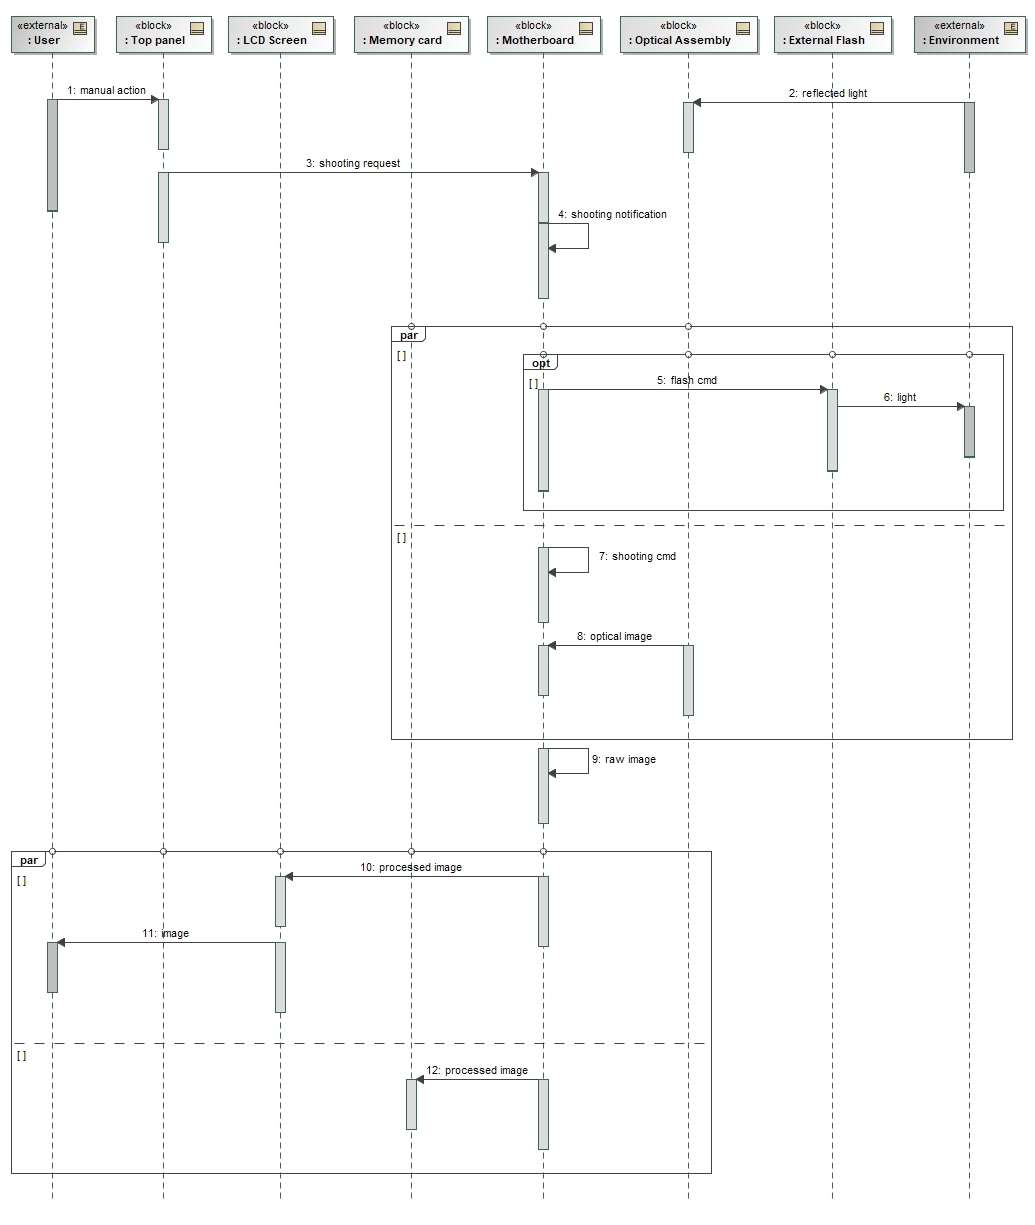 «external»
: User
E
«block»
: Top panel
«block»
: LCD Screen
«block»
: Memory card
«block»
: Motherboard
«block»
: Optical Assembly
«block»
: External Flash
«external»
: Environment
E
1: manual action
2: reflected light
3: shooting request
4: shooting notification
par
[ ]
opt
[ ]
5: flash cmd
6: light
[ ]
7: shooting cmd
8: optical image
9: raw image
par
[ ]
10: processed image
11: image
[ ]
12: processed image